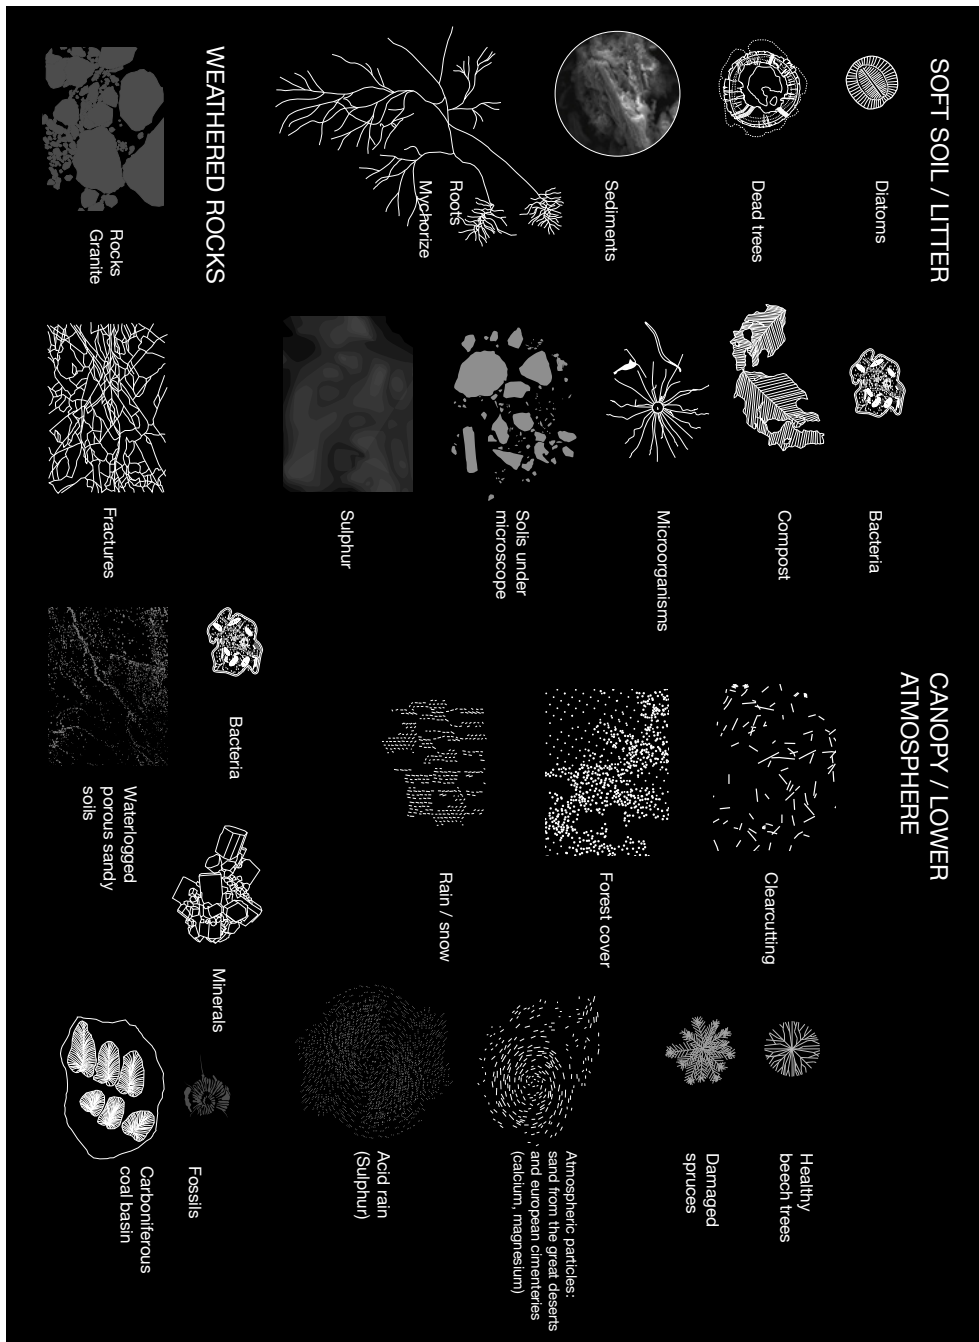 SOFT SOIL / LITTER
Diatoms
Dead trees
Sediments
Roots
Mychorize
Bacteria
Compost
Microorganisms
Solis under
microscope
Sulphur
CANOPY / LOWER
ATMOSPHERE
Clearcutting
Forest cover
Rain / snow
Healthy
beech trees
Damaged
spruces
Atmospheric particles:
sand from the great deserts
and european cimenteries
(calcium, magnesium)
Acid rain
(Sulphur)
WEATHERED ROCKS
Rocks
Granite
Fractures
Bacteria
Waterlogged
porous sandy
soils
Minerals
Fossils
Carboniferous
coal basin